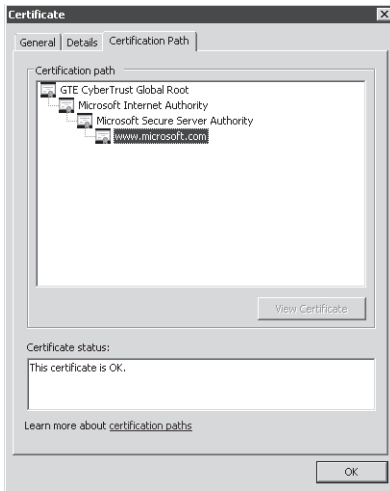 Certificate
General
Details
Certification Path
Certification path
GTE CyberTrust Global Root
Microsoft Internet Authority
Microsoft Secure Server Authority
www.microsoft.com
View Certificate
Certificate status:
This certificate is OK.
Learn more about certification paths
OK